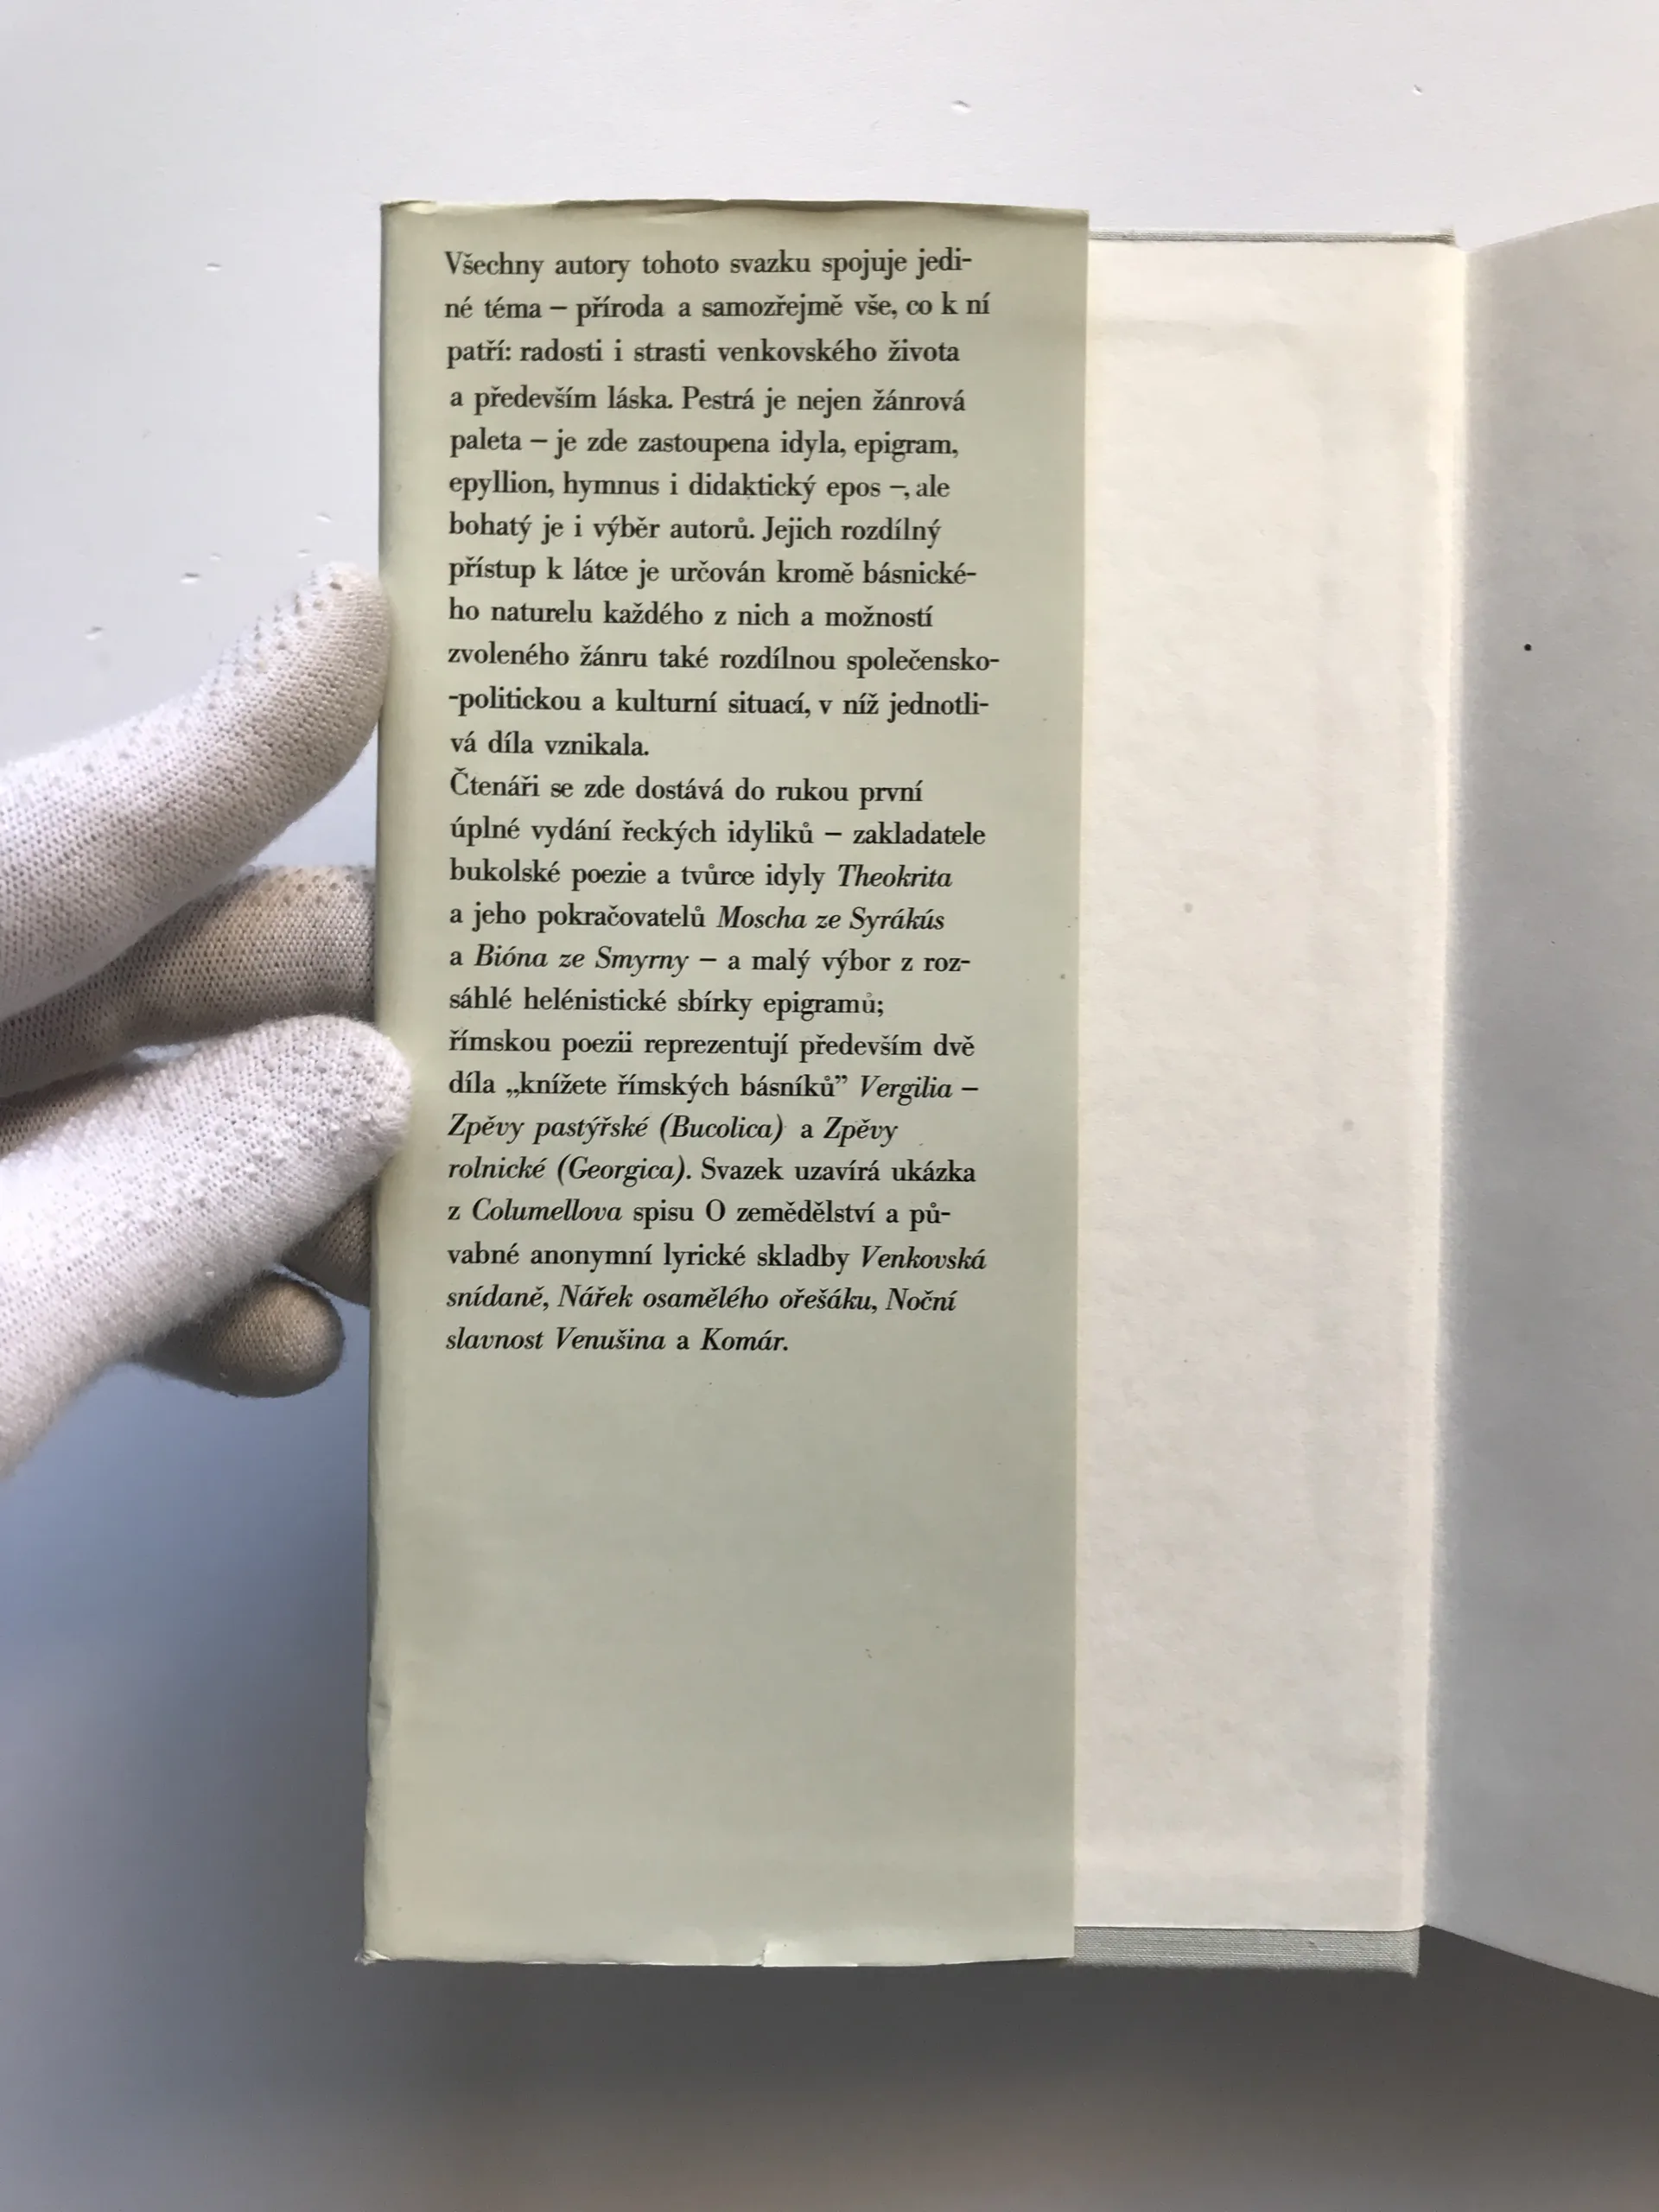 Všechny autory tohoto svazku spojuje jedi-
né téma – příroda a samozřejmě vše, co k ní
patří: radosti i strasti venkovského života
a především láska. Pestrá je nejen žánrová
paleta – je zde zastoupena idyla, epigram,
epyllion, hymnus i didaktický epos –, ale
bohatý je i výběr autorů. Jejich rozdílný
přístup k látce je určován kromě básnické-
ho naturelu každého z nich a možností
zvoleného žánru také rozdílnou společensko-
-politickou a kulturní situací, v níž jednotli-
vá díla vznikala.
Čtenáři se zde dostává do rukou první
úplné vydání řeckých idyliků – zakladatele
bukolské poezie a tvůrce idyly Theokrita
a jeho pokračovatelů Moscha ze Syrákús
a Bióna ze Smyrny – a malý výbor z roz-
sáhlé helénistické sbírky epigramů;
římskou poezii reprezentují především dvě
díla „knížete římských básníků” Vergilia –
Zpěvy pastýřské (Bucolica) a Zpěvy
rolnické (Georgica). Svazek uzavírá ukázka
z Columellova spisu O zemědělství a pů-
vabné anonymní lyrické skladby Venkovská
snídaně, Nářek osamělého ořešáku, Noční
slavnost Venušina a Komár.